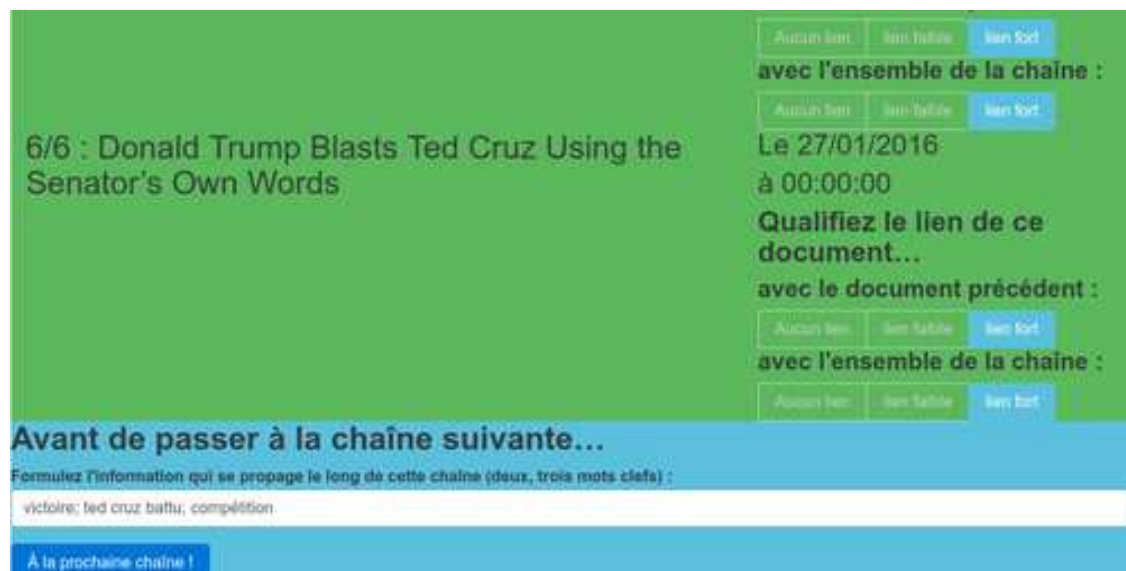 Aucun lien lien faible lien fort
avec l'ensemble de la chaîne :
Aucun lien lien faible lien fort
6/6 : Donald Trump Blasts Ted Cruz Using the
Senator's Own Words
Le 27/01/2016
à 00:00:00
Qualifiez le lien de ce
document...
avec le document précédent :
Aucun lien lien faible lien fort
avec l'ensemble de la chaîne :
Aucun lien lien faible lien fort
Avant de passer à la chaîne suivante...
Formulez l'information qui se propage le long de cette chaîne (deux, trois mots clefs) :
victoire; ted cruz battu; compétition
À la prochaine chaîne !